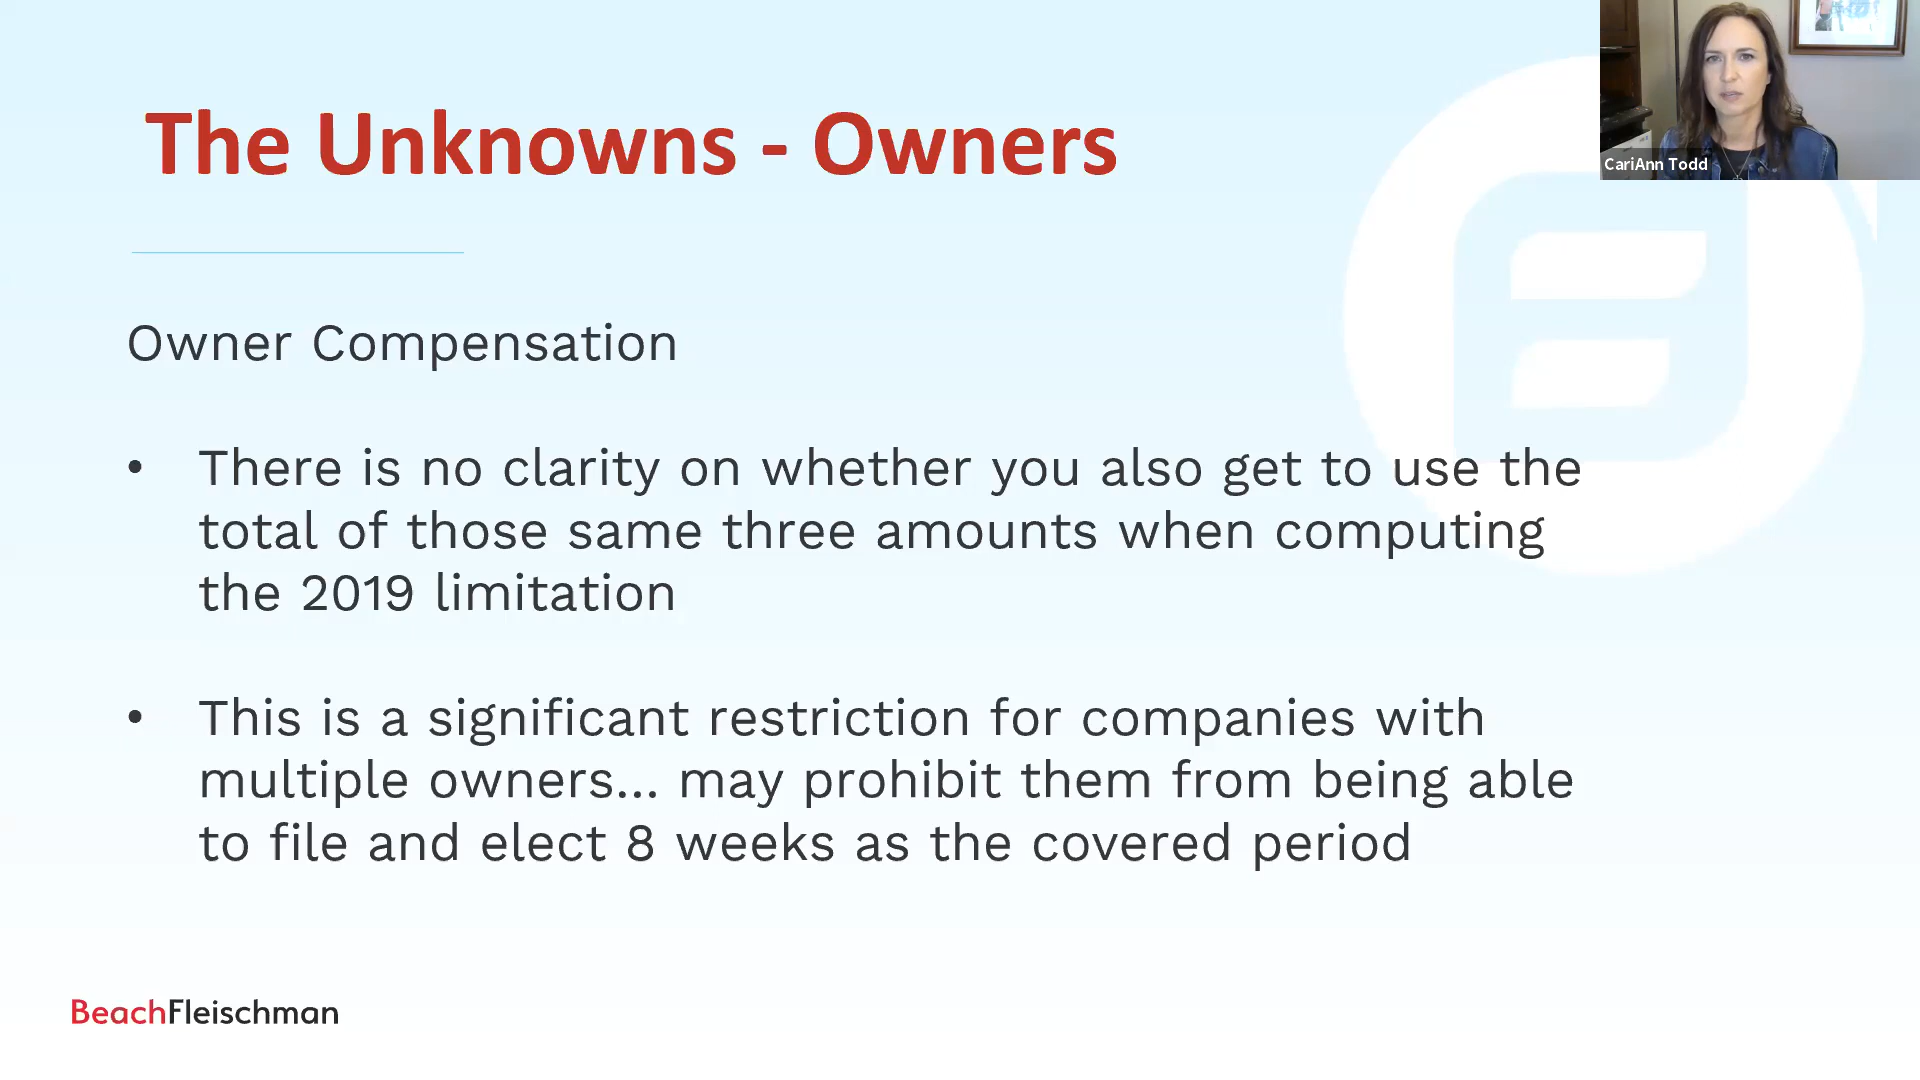 The Unknowns - Owners
CariAnn Todd
Owner Compensation
• There is no clarity on whether you also get to use the
total of those same three amounts when computing
the 2019 limitation
• This is a significant restriction for companies with
multiple owners... may prohibit them from being able
to file and elect 8 weeks as the covered period
BeachFleischman